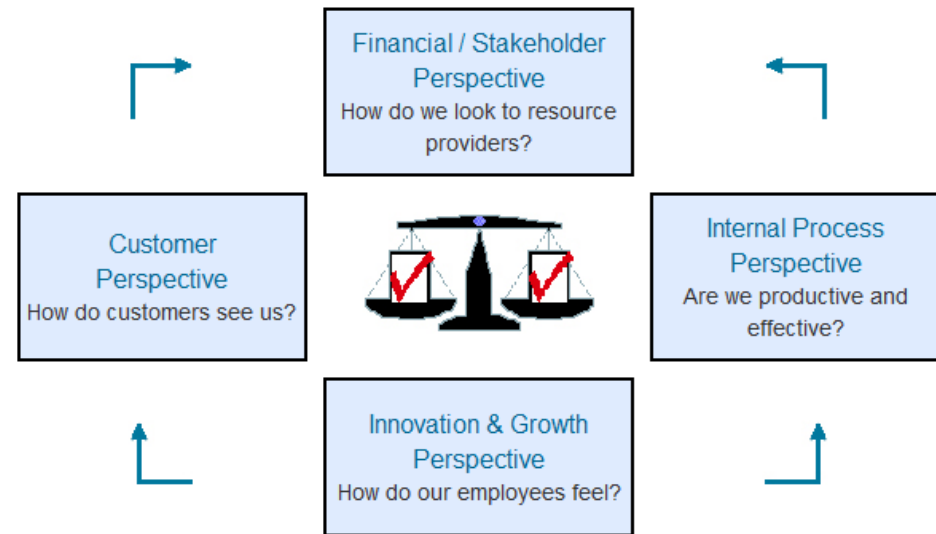 Financial / Stakeholder
Perspective
How do we look to resource
providers?
Customer
Perspective
How do customers see us?
Internal Process
Perspective
Are we productive and
effective?
Innovation & Growth
Perspective
How do our employees feel?